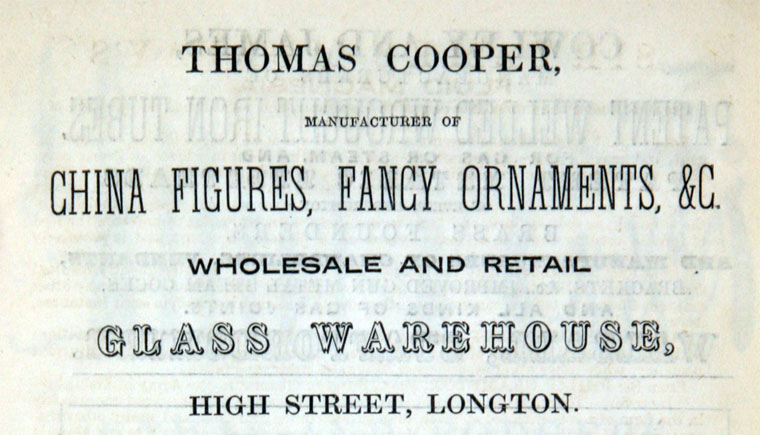 THOMAS COOPER,
MANUFACTURER OF
CHINA FIGURES, FANCY ORNAMENTS, &C.
WHOLESALE AND RETAIL
GLASS WAREHOUSE,
HIGH STREET, LONGTON.